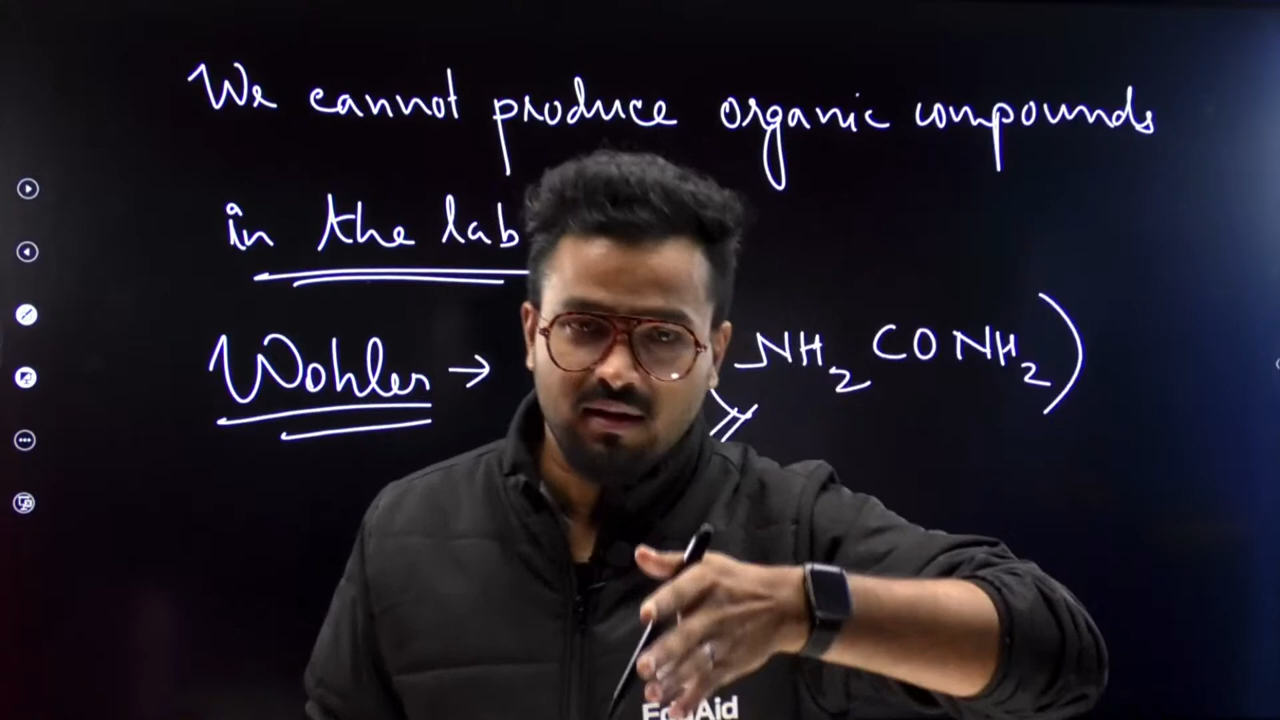 We cannot produce organic compounds
in the lab
Wohler → NH₂CONH₂)